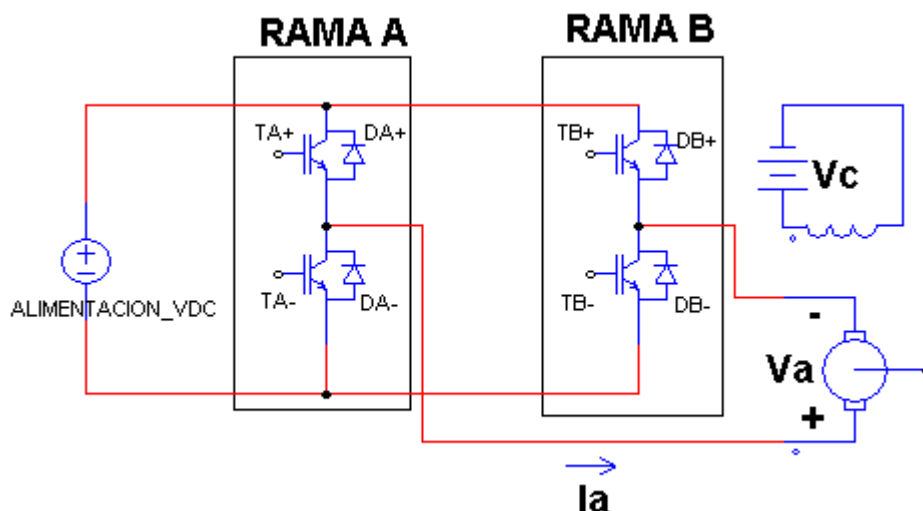 RAMA A
RAMA B
TA+
DA+
TB+
DB+
Vc
+
-
ALIMENTACION_VDC
TA-
DA-
TB-
DB-
-
Va
+
Ia